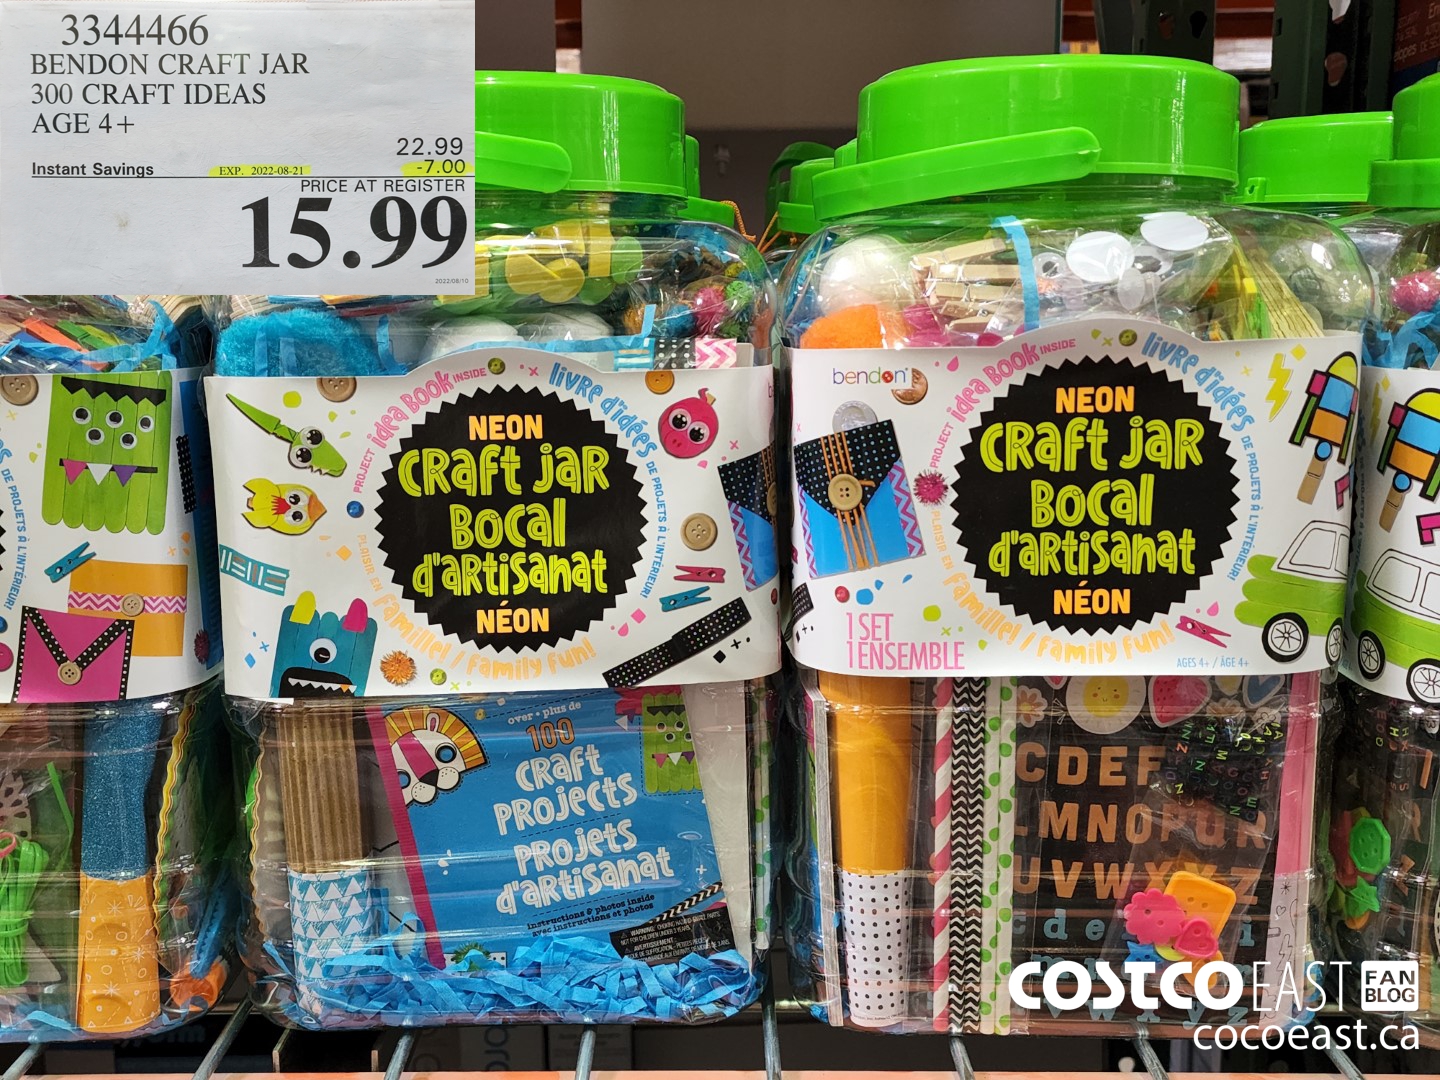 3344466
BENDON CRAFT JAR
300 CRAFT IDEAS
AGE 4+
22.99
Instant Savings EXP. 2022-08-21 -7.00
PRICE AT REGISTER
15.99
2022/08/10
PROJECT idea Book INSIDE
livre d'idées DE PROJETS À L'INTÉRIEUR!
NEON
CRAFT JAR
BOCAL
d'ARTISANAT
NÉON
PLAISIR EN FAMILLE! / FAMILY FUN!
bendon
PROJECT idea Book INSIDE
livre d'idées DE PROJETS À L'INTÉRIEUR!
NEON
CRAFT JAR
BOCAL
d'ARTISANAT
NÉON
PLAISIR EN FAMILLE! / FAMILY FUN!
1 SET
1 ENSEMBLE
AGES 4+ / ÂGE 4+
DE PROJETS À L'INTÉRIEUR!
over • plus de
100
CRAFT
PROJECTS
PROJETS
d'ARTISANAT
instructions & photos inside
avec instructions et photos
C D E F
L M N O P Q R
U V W X Y Z
d e
COSTCO EAST FAN BLOG
cocoeast.ca